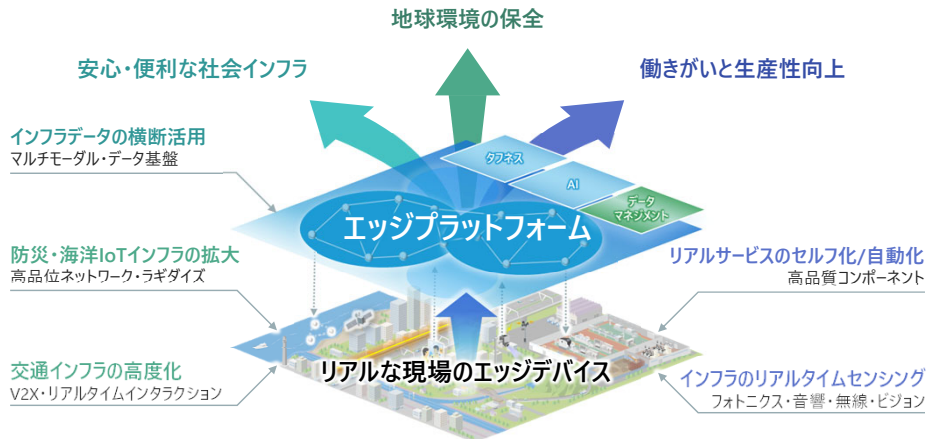 地球環境の保全
安心・便利な社会インフラ
働きがいと生産性向上
インフラデータの横断活用
マルチモーダル・データ基盤
タフネス
AI
データ
マネジメント
エッジプラットフォーム
防災・海洋IoTインフラの拡大
高品位ネットワーク・ラギダイズ
リアルサービスのセルフ化/自動化
高品質コンポーネント
リアルな現場のエッジデバイス
交通インフラの高度化
V2X・リアルタイムインタラクション
インフラのリアルタイムセンシング
フォトニクス・音響・無線・ビジョン